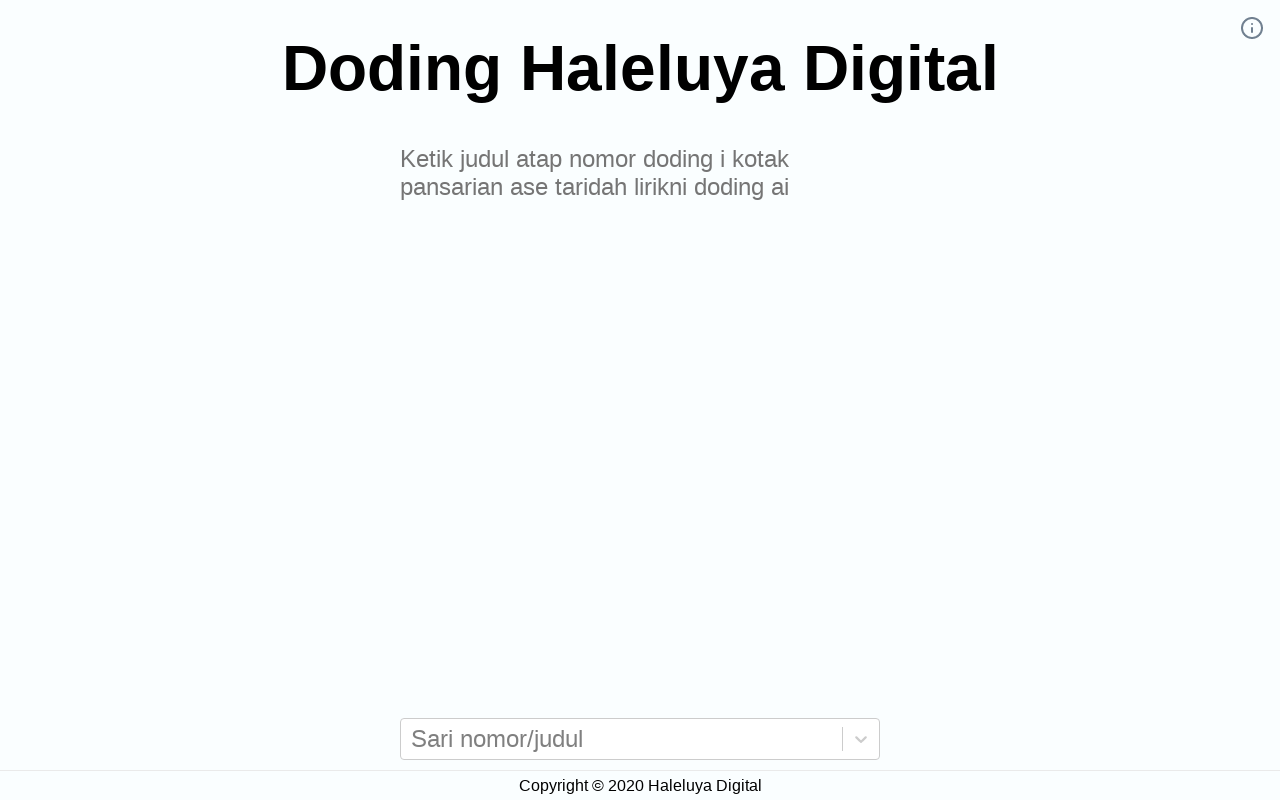 Doding Haleluya Digital
Ketik judul atap nomor doding i kotak
pansarian ase taridah lirikni doding ai
Sari nomor/judul
Copyright © 2020 Haleluya Digital